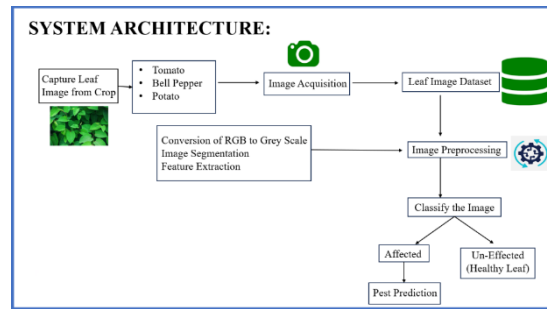 SYSTEM ARCHITECTURE:
Capture Leaf
Image from Crop
• Tomato
• Bell Pepper
• Potato
Image Acquisition
Leaf Image Dataset
Conversion of RGB to Grey Scale
Image Segmentation
Feature Extraction
Image Preprocessing
Classify the Image
Affected
Un-Effected
(Healthy Leaf)
Pest Prediction